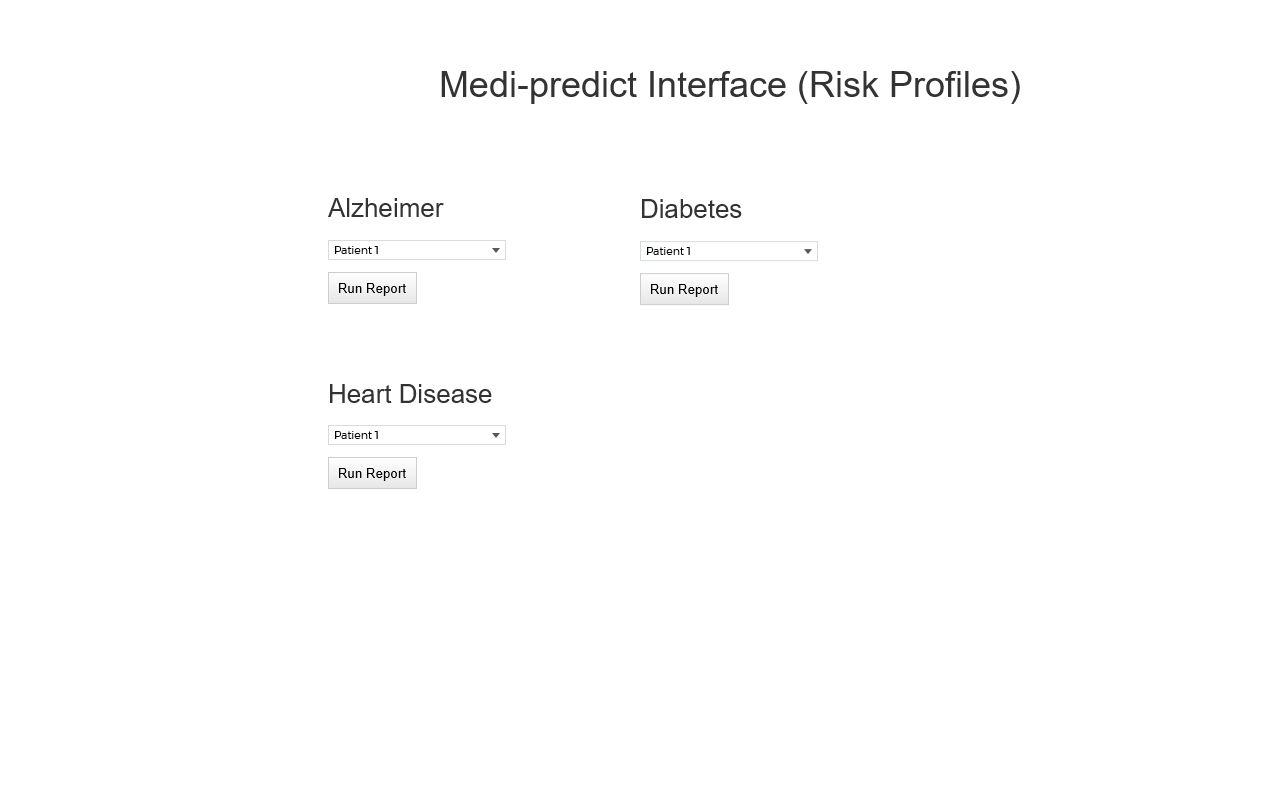 Medi-predict Interface (Risk Profiles)
Alzheimer
Patient 1
Run Report
Diabetes
Patient 1
Run Report
Heart Disease
Patient 1
Run Report